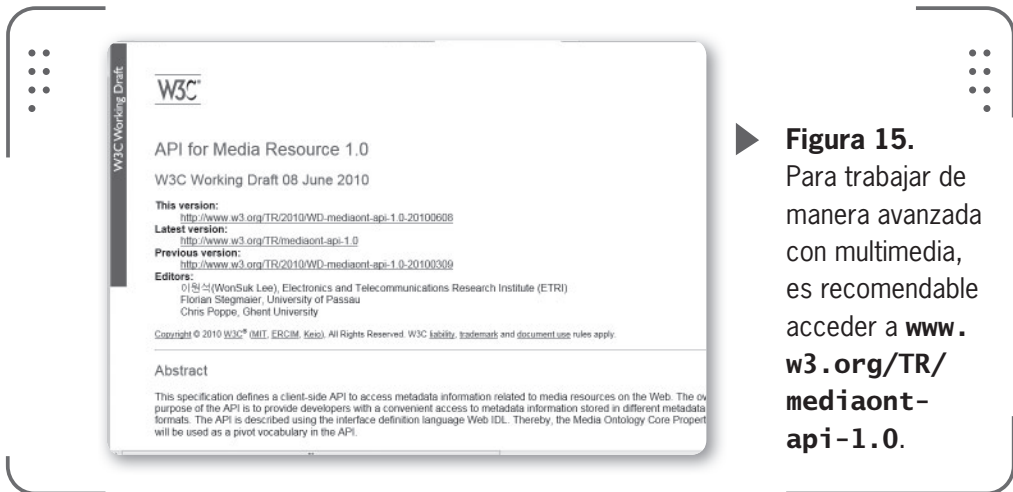 W3C Working Draft
W3C®
API for Media Resource 1.0
W3C Working Draft 08 June 2010
This version:
http://www.w3.org/TR/2010/WD-mediaont-api-1.0-20100608
Latest version:
http://www.w3.org/TR/mediaont-api-1.0
Previous version:
http://www.w3.org/TR/2010/WD-mediaont-api-1.0-20100309
Editors:
이원석(WonSuk Lee), Electronics and Telecommunications Research Institute (ETRI)
Florian Stegmaier, University of Passau
Chris Poppe, Ghent University
Copyright © 2010 W3C® (MIT, ERCIM, Keio), All Rights Reserved. W3C liability, trademark and document use rules apply.
Abstract
This specification defines a client-side API to access metadata information related to media resources on the Web. The ov
purpose of the API is to provide developers with a convenient access to metadata information stored in different metadata
formats. The API is described using the interface definition language Web IDL. Thereby, the Media Ontology Core Propert
will be used as a pivot vocabulary in the API.
Figura 15.
Para trabajar de
manera avanzada
con multimedia,
es recomendable
acceder a www.
w3.org/TR/
mediaont-
api-1.0.